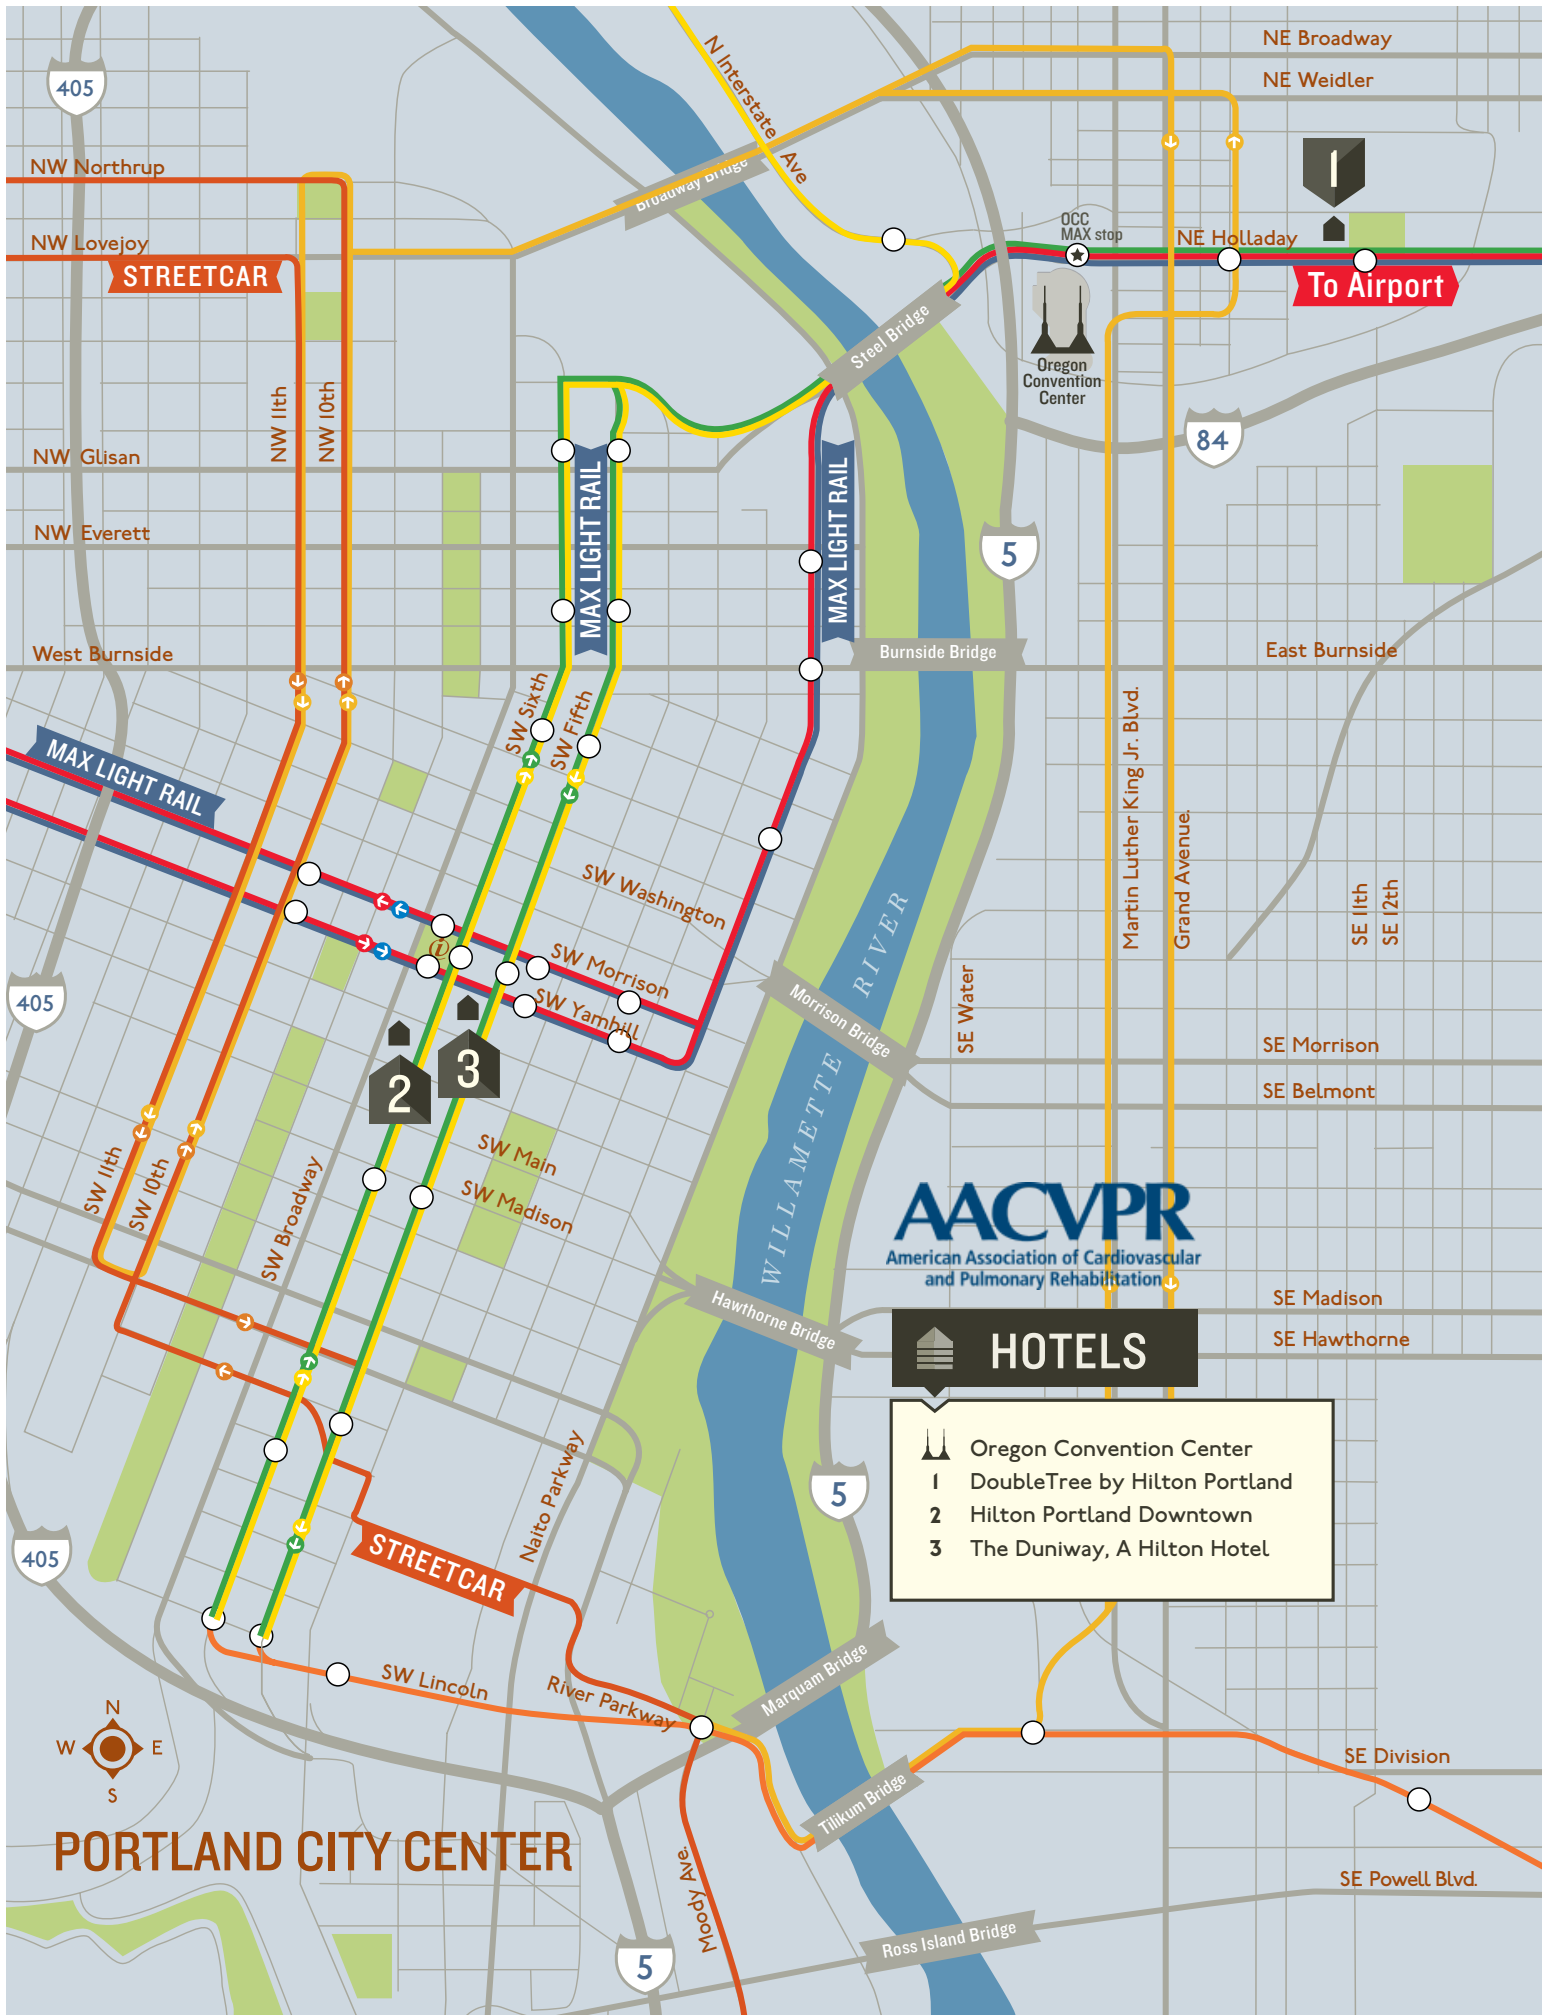 NE Broadway
405
NE Weidler
N Interstate
Ave
NW Northrup
Broadway Bridge
1
OCC
MAX stop
NW Lovejoy
NE Holladay
STREETCAR
To Airport
Steel Bridge
Oregon
Convention
Center
NW 11th
NW 10th
84
NW Glisan
MAX LIGHT RAIL
MAX LIGHT RAIL
NW Everett
5
West Burnside
Burnside Bridge
East Burnside
SW Sixth
SW Fifth
MAX LIGHT RAIL
Martin Luther King Jr. Blvd.
Grand Avenue.
SW Washington
SE 11th
SE 12th
i
SW Morrison
SW Yamhill
405
SE Water
Morrison Bridge
WILLAMETTE RIVER
SE Morrison
2
3
SE Belmont
SW Main
SW Madison
SW 11th
SW 10th
SW Broadway
AACVPR
American Association of Cardiovascular
and Pulmonary Rehabilitation
Hawthorne Bridge
SE Madison
SE Hawthorne
HOTELS
Oregon Convention Center
1 DoubleTree by Hilton Portland
2 Hilton Portland Downtown
3 The Duniway, A Hilton Hotel
Naito Parkway
5
405
STREETCAR
SW Lincoln
River Parkway
Marquam Bridge
N
W E
S
SE Division
Tilikum Bridge
PORTLAND CITY CENTER
Moody Ave.
SE Powell Blvd.
Ross Island Bridge
5